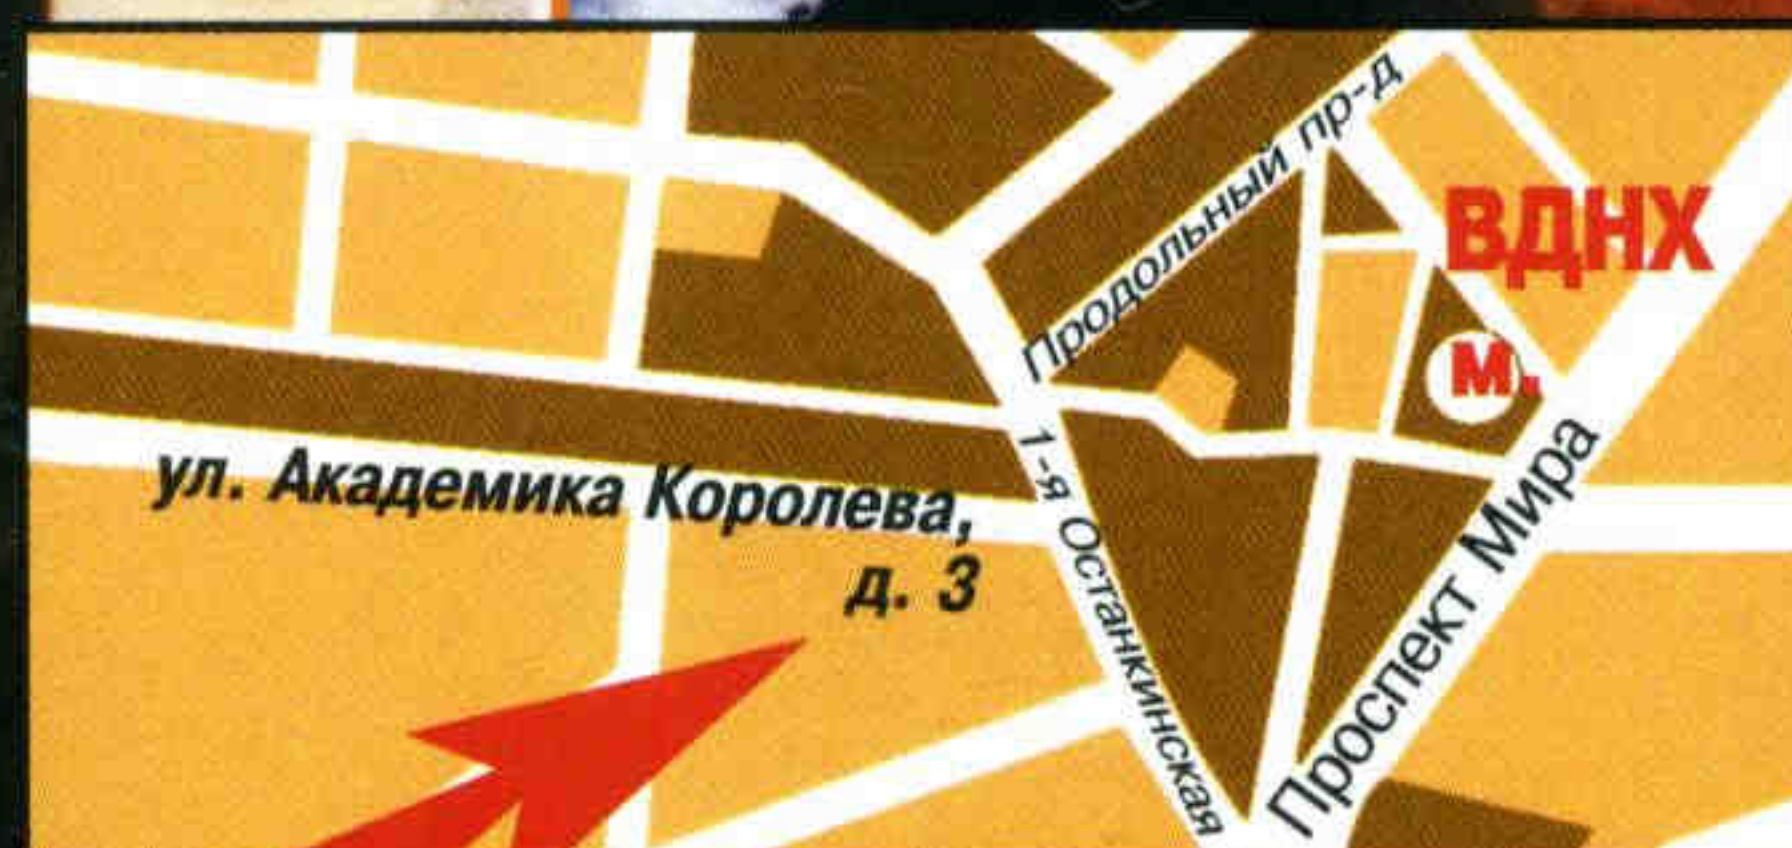 Продольный пр-д
ВДНХ
М.
ул. Академика Королева,
д. 3
1-я Останкинская
Проспект Мира